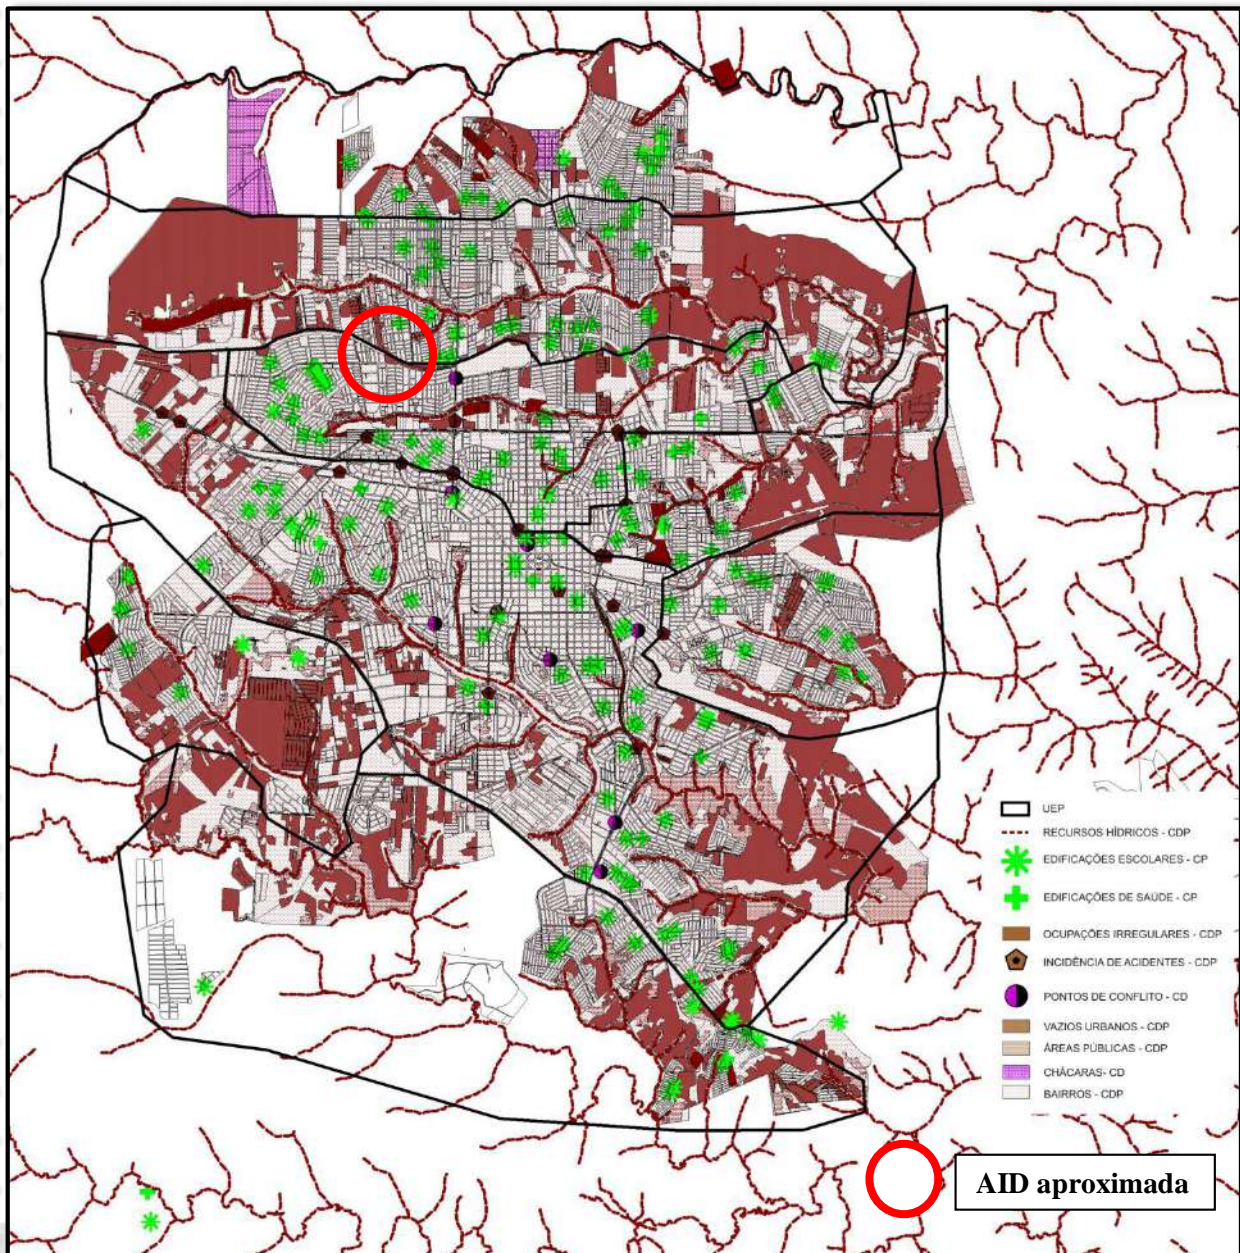 UEP
RECURSOS HÍDRICOS - CDP
EDIFICAÇÕES ESCOLARES - CP
EDIFICAÇÕES DE SAÚDE - CP
OCUPAÇÕES IRREGULARES - CDP
INCIDÊNCIA DE ACIDENTES - CDP
PONTOS DE CONFLITO - CD
VAZIOS URBANOS - CDP
ÁREAS PÚBLICAS - CDP
CHÁCARAS- CD
BAIRROS - CDP
AID aproximada